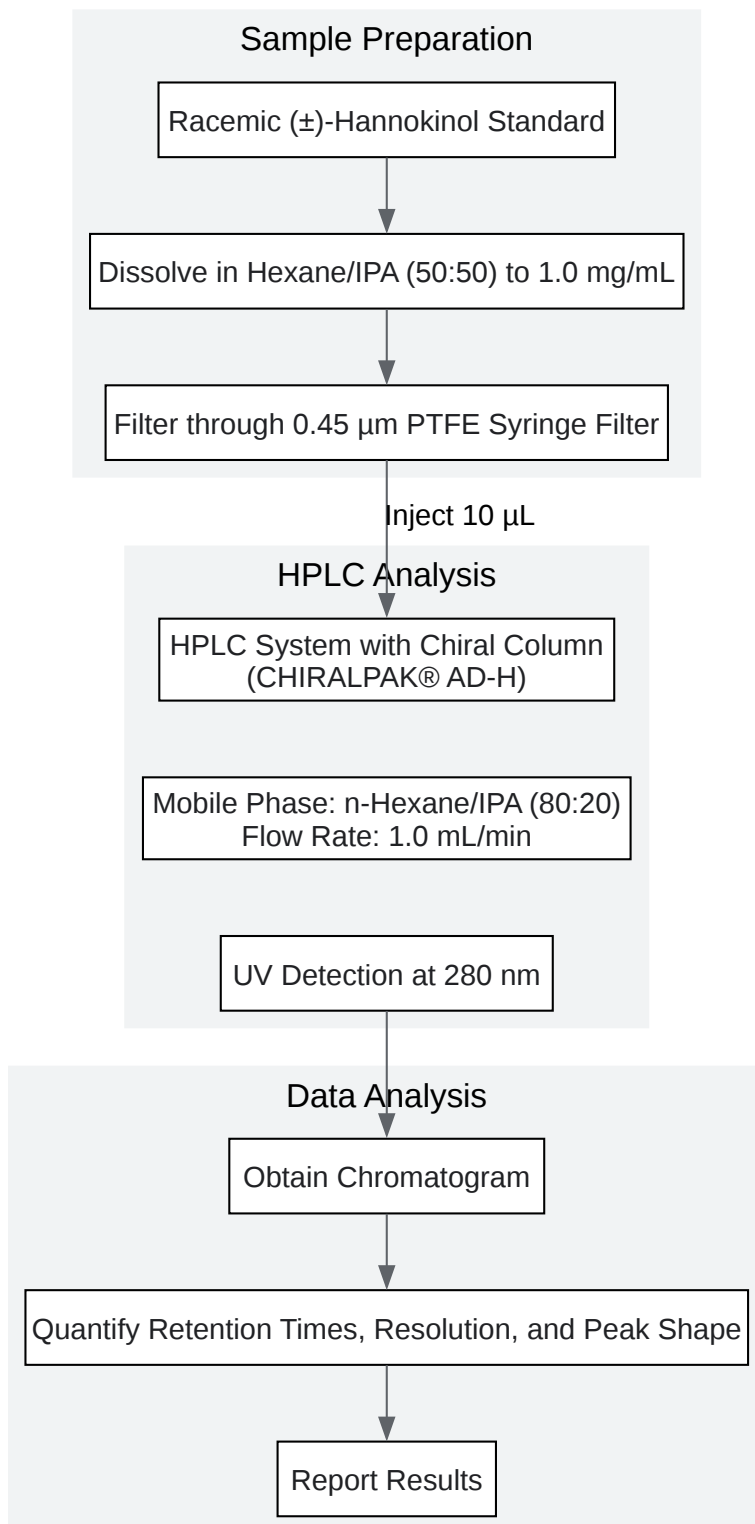 Sample Preparation
Racemic (±)-Hannokinol Standard
Dissolve in Hexane/IPA (50:50) to 1.0 mg/mL
Filter through 0.45 µm PTFE Syringe Filter
Inject 10 µL
HPLC Analysis
HPLC System with Chiral Column
(CHIRALPAK® AD-H)
Mobile Phase: n-Hexane/IPA (80:20)
Flow Rate: 1.0 mL/min
UV Detection at 280 nm
Data Analysis
Obtain Chromatogram
Quantify Retention Times, Resolution, and Peak Shape
Report Results